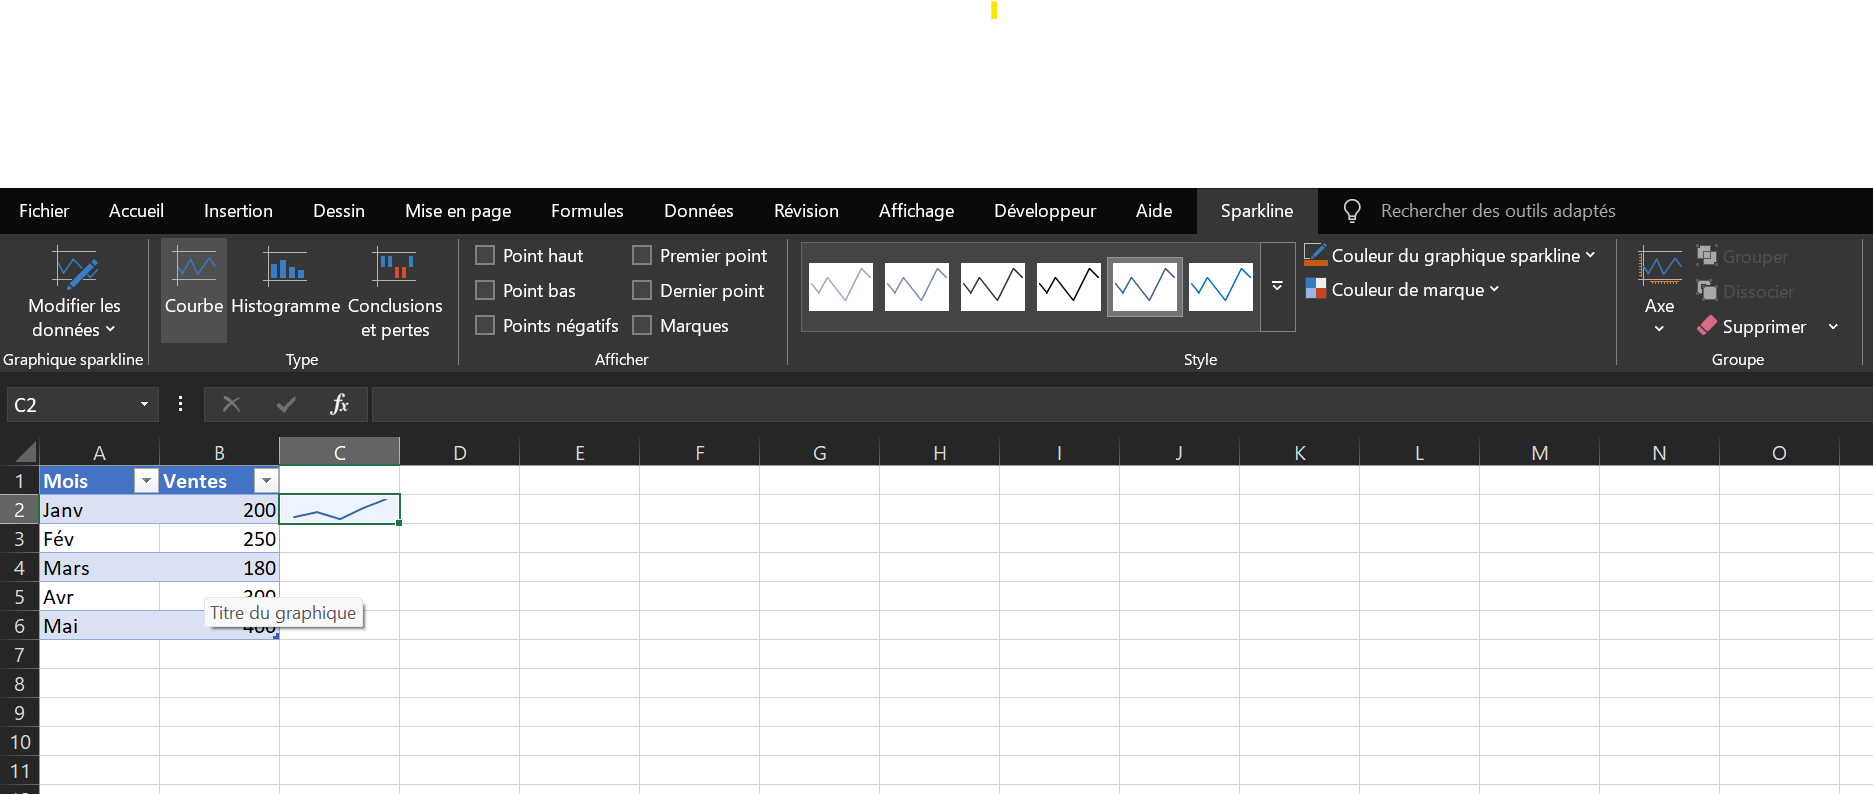 Fichier Accueil Insertion Dessin Mise en page Formules Données Révision Affichage Développeur Aide Sparkline Rechercher des outils adaptés
Modifier les données
Graphique sparkline
Courbe Histogramme Conclusions et pertes
Type
Point haut Premier point
Point bas Dernier point
Points négatifs Marques
Afficher
Style
Couleur du graphique sparkline
Couleur de marque
Axe
Grouper
Dissocier
Supprimer
Groupe
C2 fx
A B C D E F G H I J K L M N O
1 Mois Ventes
2 Janv 200
3 Fév 250
4 Mars 180
5 Avr 300
Titre du graphique
6 Mai 400
7
8
9
10
11